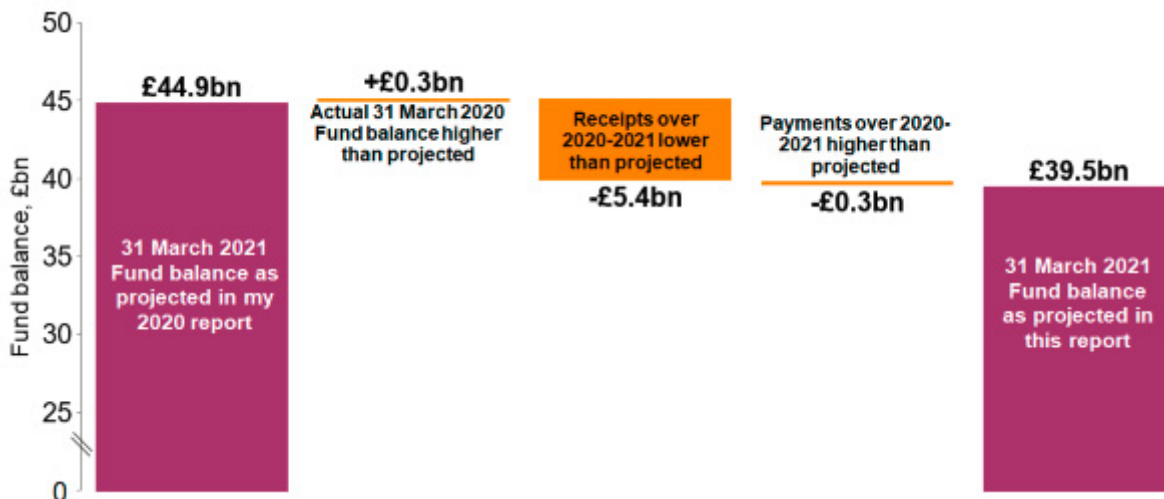 Fund balance, £bn
50
45
40
35
30
25
0
£44.9bn
31 March 2021
Fund balance as
projected in my
2020 report
+£0.3bn
Actual 31 March 2020
Fund balance higher
than projected
Receipts over
2020-2021 lower
than projected
-£5.4bn
Payments over 2020-
2021 higher than
projected
-£0.3bn
£39.5bn
31 March 2021
Fund balance
as projected in
this report